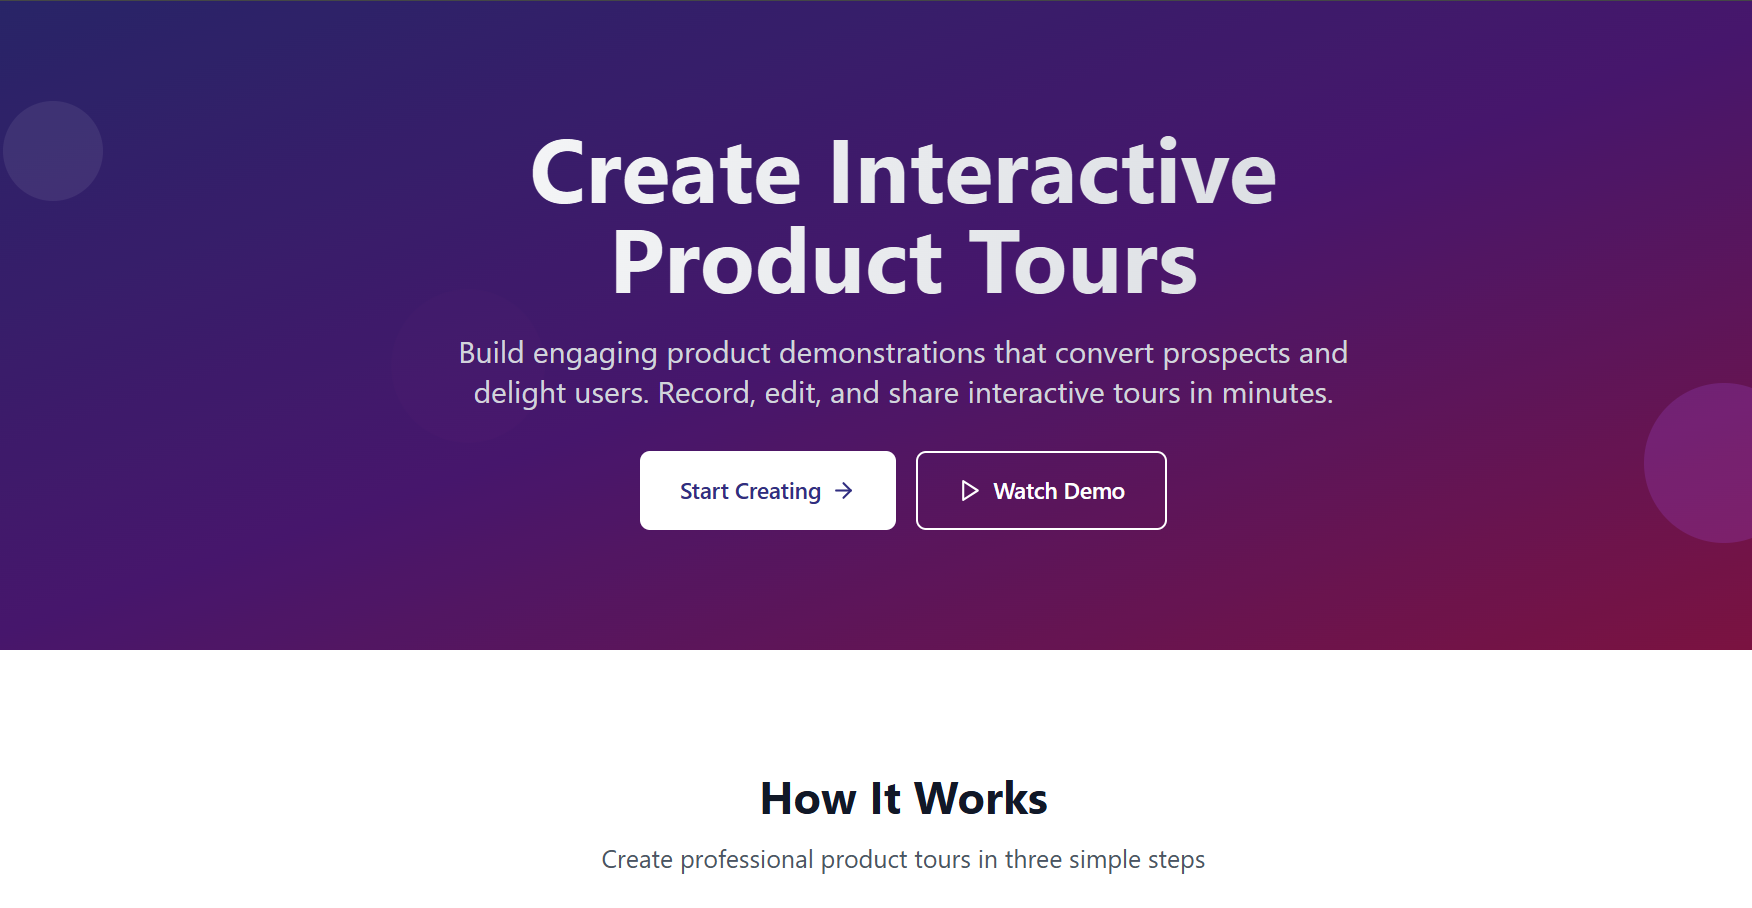 Create Interactive
Product Tours
Build engaging product demonstrations that convert prospects and
delight users. Record, edit, and share interactive tours in minutes.
Start Creating
Watch Demo
How It Works
Create professional product tours in three simple steps